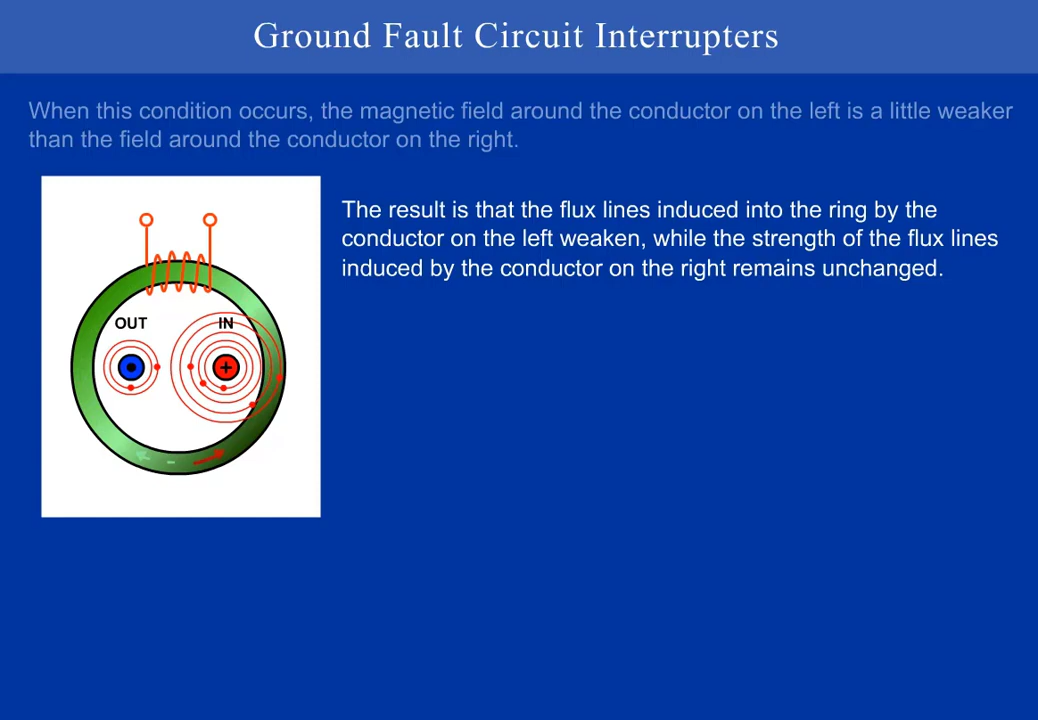 Ground Fault Circuit Interrupters
When this condition occurs, the magnetic field around the conductor on the left is a little weaker
than the field around the conductor on the right.
The result is that the flux lines induced into the ring by the
conductor on the left weaken, while the strength of the flux lines
induced by the conductor on the right remains unchanged.
OUT IN
+